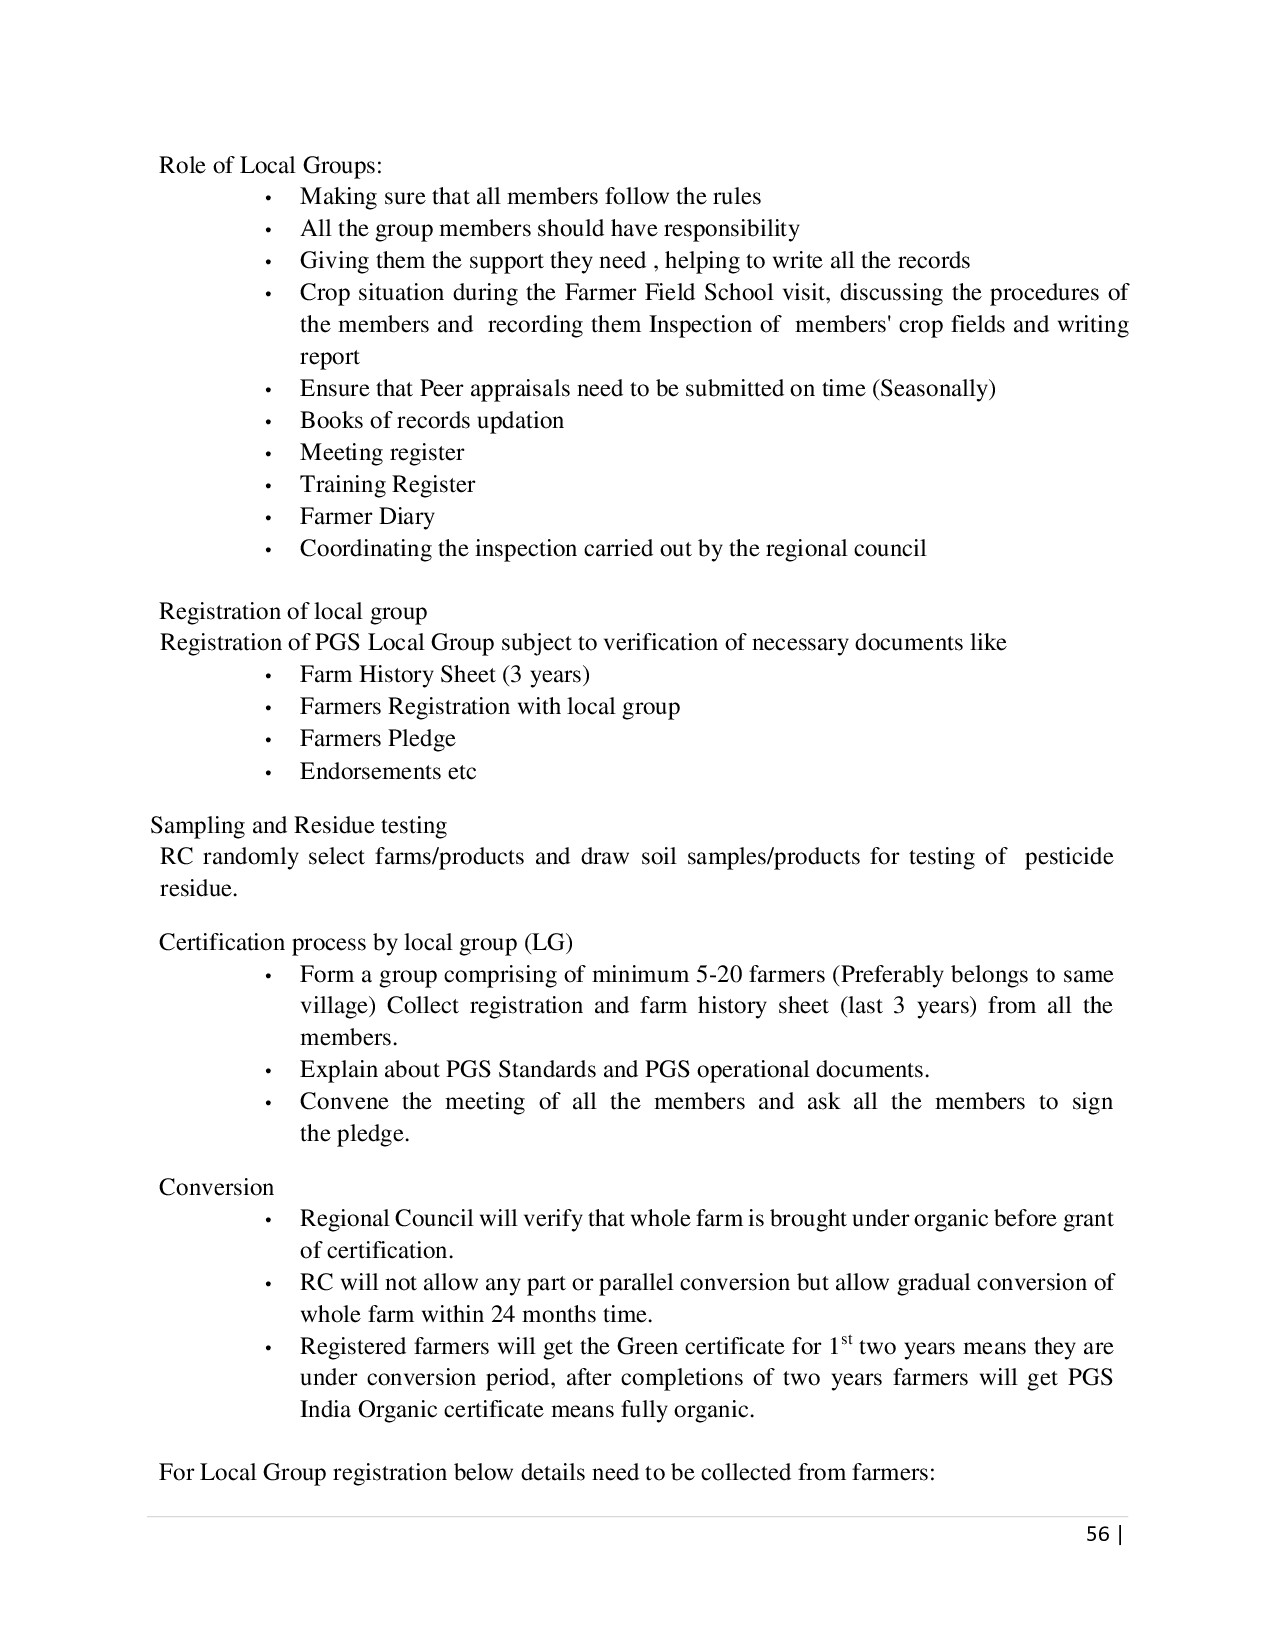 Role of Local Groups:
• Making sure that all members follow the rules
• All the group members should have responsibility
• Giving them the support they need , helping to write all the records
• Crop situation during the Farmer Field School visit, discussing the procedures of
the members and recording them Inspection of members' crop fields and writing
report
• Ensure that Peer appraisals need to be submitted on time (Seasonally)
• Books of records updation
• Meeting register
• Training Register
• Farmer Diary
• Coordinating the inspection carried out by the regional council
Registration of local group
Registration of PGS Local Group subject to verification of necessary documents like
• Farm History Sheet (3 years)
• Farmers Registration with local group
• Farmers Pledge
• Endorsements etc
Sampling and Residue testing
RC randomly select farms/products and draw soil samples/products for testing of pesticide
residue.
Certification process by local group (LG)
• Form a group comprising of minimum 5-20 farmers (Preferably belongs to same
village) Collect registration and farm history sheet (last 3 years) from all the
members.
• Explain about PGS Standards and PGS operational documents.
• Convene the meeting of all the members and ask all the members to sign
the pledge.
Conversion
• Regional Council will verify that whole farm is brought under organic before grant
of certification.
• RC will not allow any part or parallel conversion but allow gradual conversion of
whole farm within 24 months time.
• Registered farmers will get the Green certificate for 1st two years means they are
under conversion period, after completions of two years farmers will get PGS
India Organic certificate means fully organic.
For Local Group registration below details need to be collected from farmers:
56 |